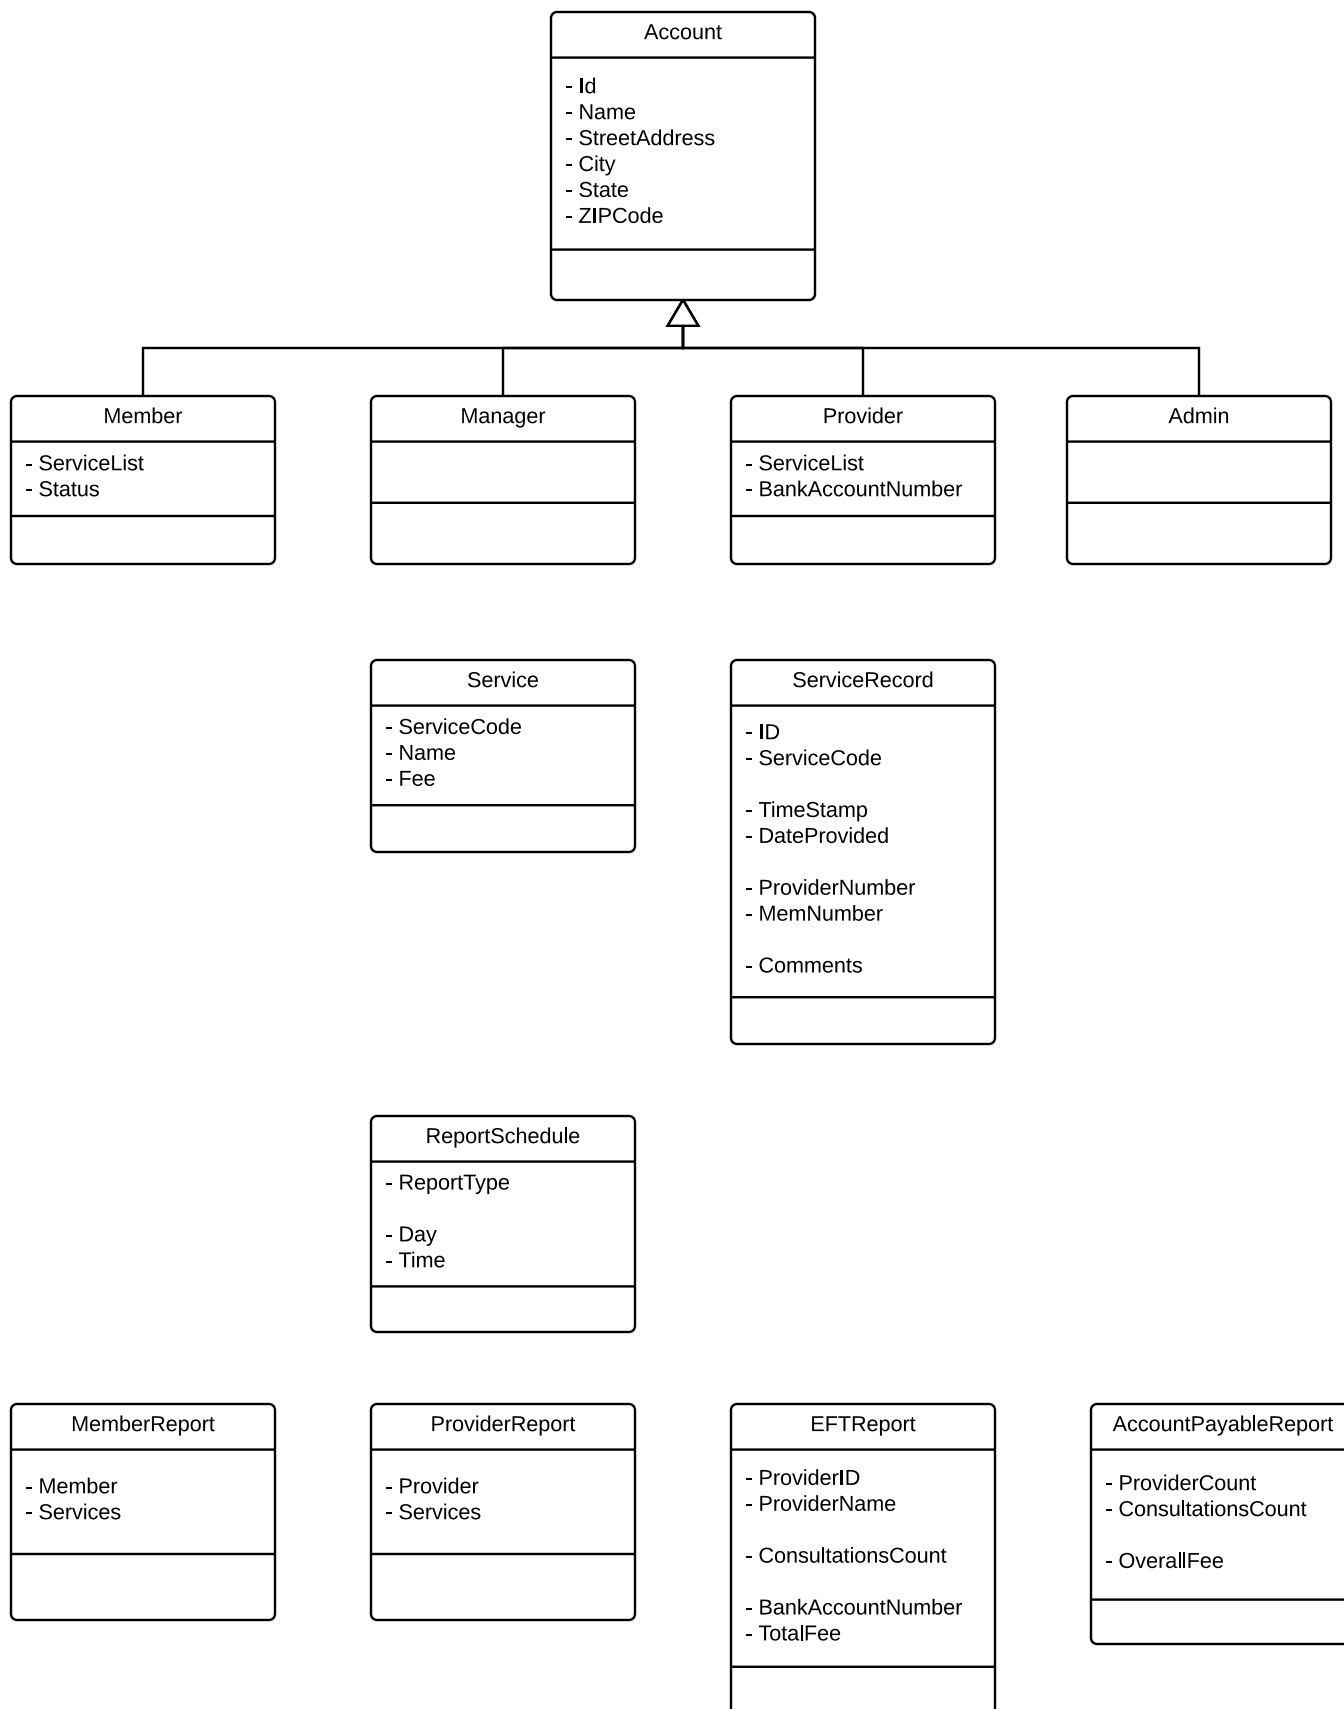 Account
- Id
- Name
- StreetAddress
- City
- State
- ZIPCode
Member
- ServiceList
- Status
Manager
Provider
- ServiceList
- BankAccountNumber
Admin
Service
- ServiceCode
- Name
- Fee
ServiceRecord
- ID
- ServiceCode
- TimeStamp
- DateProvided
- ProviderNumber
- MemNumber
- Comments
ReportSchedule
- ReportType
- Day
- Time
MemberReport
- Member
- Services
ProviderReport
- Provider
- Services
EFTReport
- ProviderID
- ProviderName
- ConsultationsCount
- BankAccountNumber
- TotalFee
AccountPayableReport
- ProviderCount
- ConsultationsCount
- OverallFee